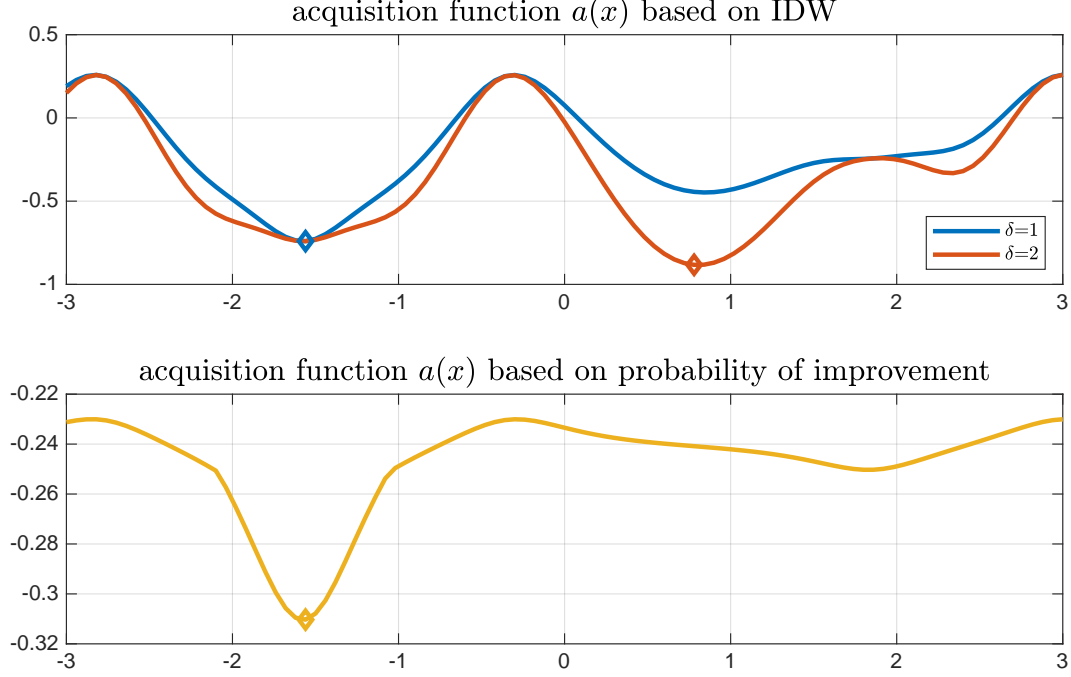 acquisition function a(x) based on IDW
0.5
0
-0.5
-1
δ=1
δ=2
-3 -2 -1 0 1 2 3
acquisition function a(x) based on probability of improvement
-0.22
-0.24
-0.26
-0.28
-0.3
-0.32
-3 -2 -1 0 1 2 3